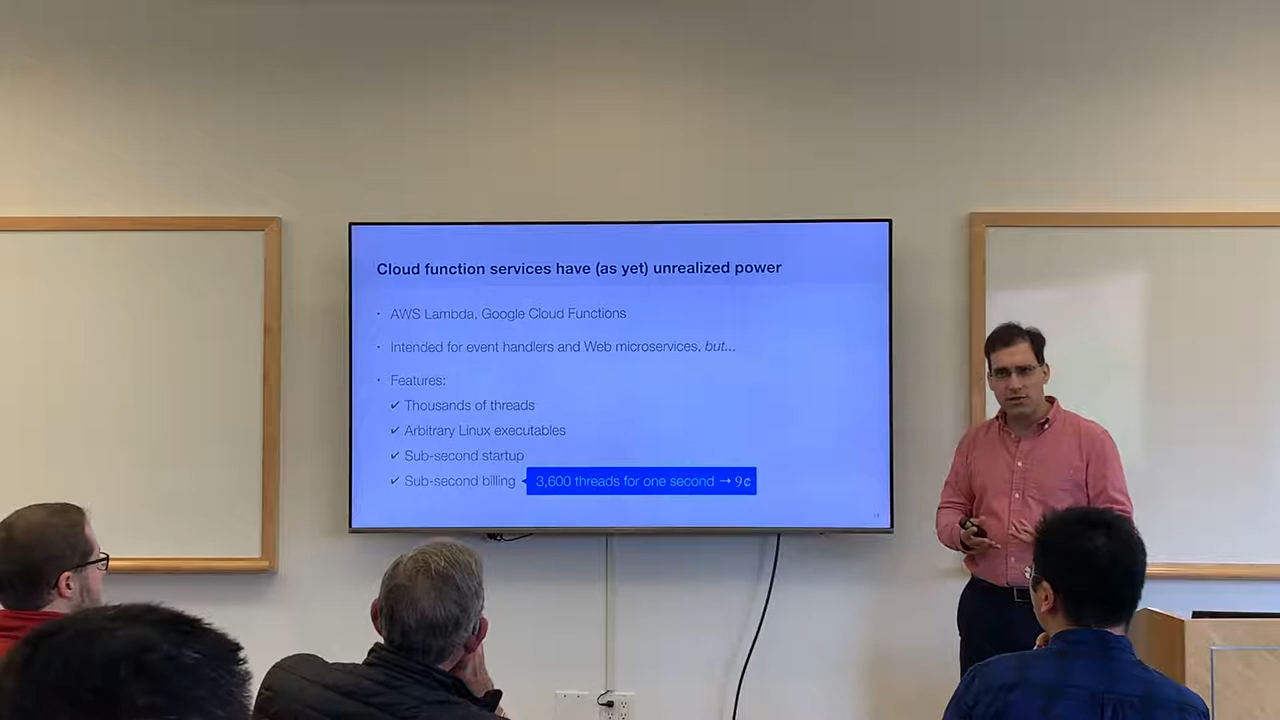 Cloud function services have (as yet) unrealized power
· AWS Lambda, Google Cloud Functions
· Intended for event handlers and Web microservices, but...
· Features:
✓ Thousands of threads
✓ Arbitrary Linux executables
✓ Sub-second startup
✓ Sub-second billing 3,600 threads for one second → 9¢